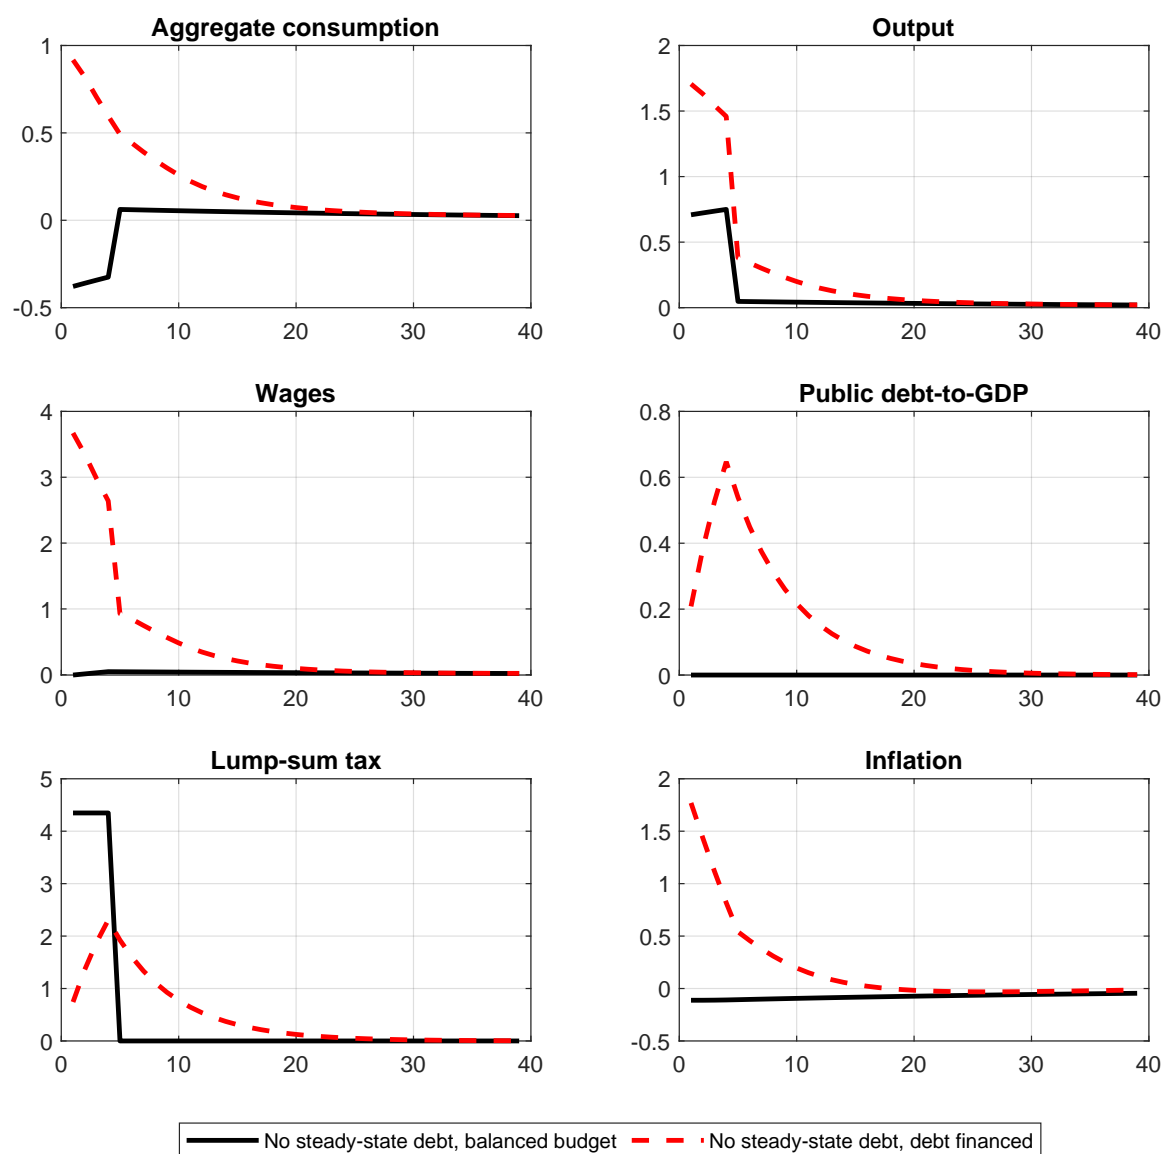 Aggregate consumption
1
0.5
0
-0.5
0 10 20 30 40
Output
2
1.5
1
0.5
0
0 10 20 30 40
Wages
4
3
2
1
0
0 10 20 30 40
Public debt-to-GDP
0.8
0.6
0.4
0.2
0
0 10 20 30 40
Lump-sum tax
5
4
3
2
1
0
0 10 20 30 40
Inflation
2
1.5
1
0.5
0
-0.5
0 10 20 30 40
No steady-state debt, balanced budget No steady-state debt, debt financed